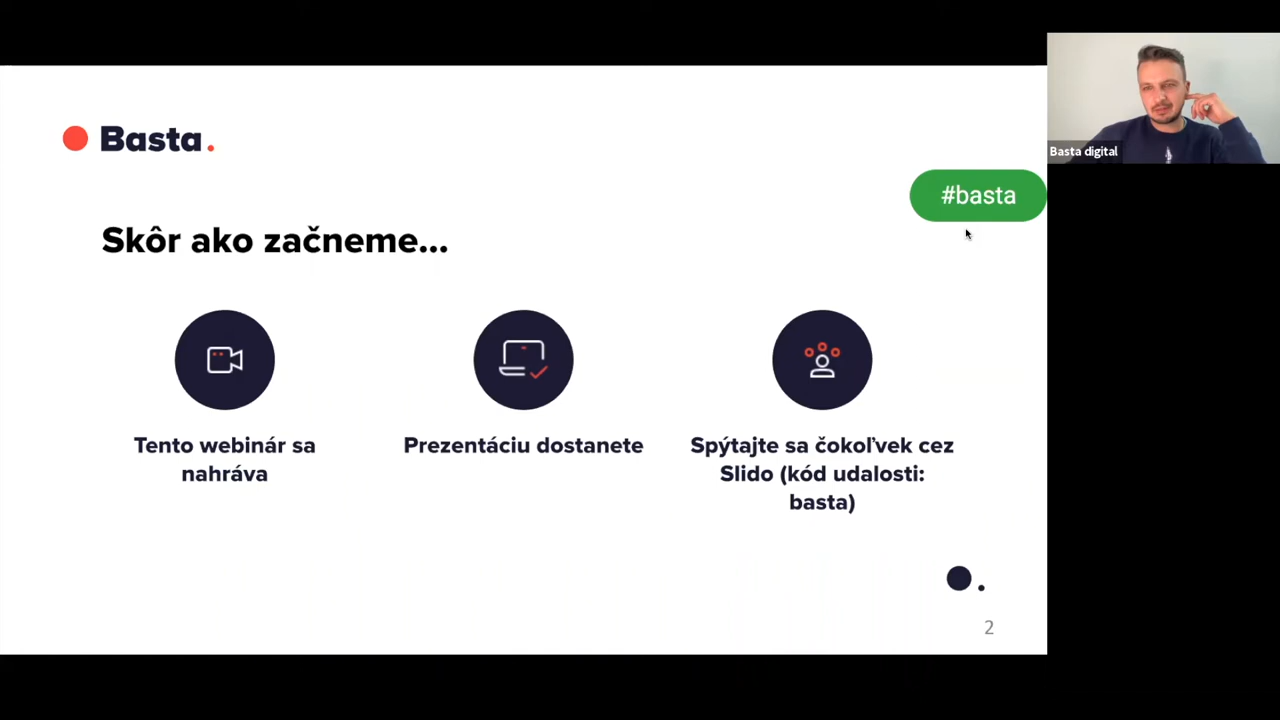 Basta.
Basta digital
#basta
Skôr ako začneme...
Tento webinár sa
nahráva
Prezentáciu dostanete
Spýtajte sa čokoľvek cez
Slido (kód udalosti:
basta)
2